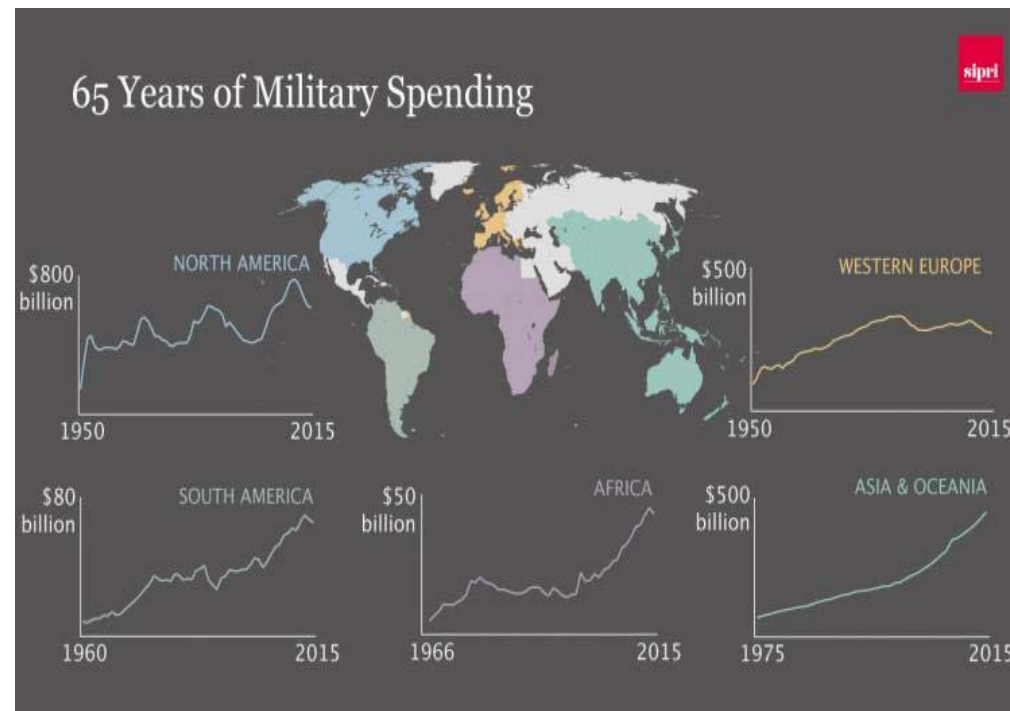 sipri
65 Years of Military Spending
NORTH AMERICA
$800
billion
1950
2015
WESTERN EUROPE
$500
billion
1950
2015
SOUTH AMERICA
$80
billion
1960
2015
AFRICA
$50
billion
1966
2015
ASIA & OCEANIA
$500
billion
1975
2015